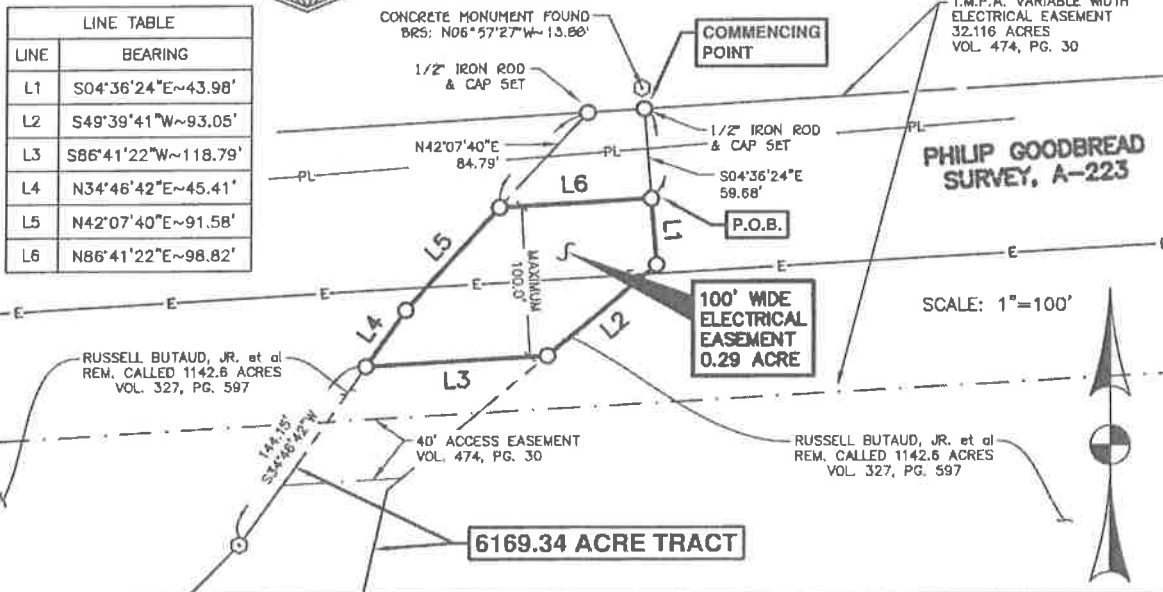 LINE TABLE
LINE BEARING
L1 S04°36'24"E~43.98'
L2 S49°39'41"W~93.05'
L3 S86°41'22"W~118.79'
L4 N34°46'42"E~45.41'
L5 N42°07'40"E~91.58'
L6 N86°41'22"E~98.82'
CONCRETE MONUMENT FOUND
BRS: N06°57'27"W~13.86'
COMMENCING
POINT
T.M.P.A. VARIABLE WIDTH
ELECTRICAL EASEMENT
32.116 ACRES
VOL. 474, PG. 30
1/2" IRON ROD
& CAP SET
1/2" IRON ROD
& CAP SET
N42°07'40"E
84.79'
PL
PL
PL
PHILIP GOODBREAD
SURVEY, A-223
S04°36'24"E
59.68'
L6
P.O.B.
L1
L5
MAXIMUM
100.0'
E
E
E
E
E
E
E
100' WIDE
ELECTRICAL
EASEMENT
0.29 ACRE
SCALE: 1"=100'
L4
L2
L3
RUSSELL BUTAUD, JR. et al
REM. CALLED 1142.6 ACRES
VOL. 327, PG. 597
144.15'
S34°46'42"W
40' ACCESS EASEMENT
VOL. 474, PG. 30
RUSSELL BUTAUD, JR. et al
REM. CALLED 1142.6 ACRES
VOL. 327, PG. 597
6169.34 ACRE TRACT